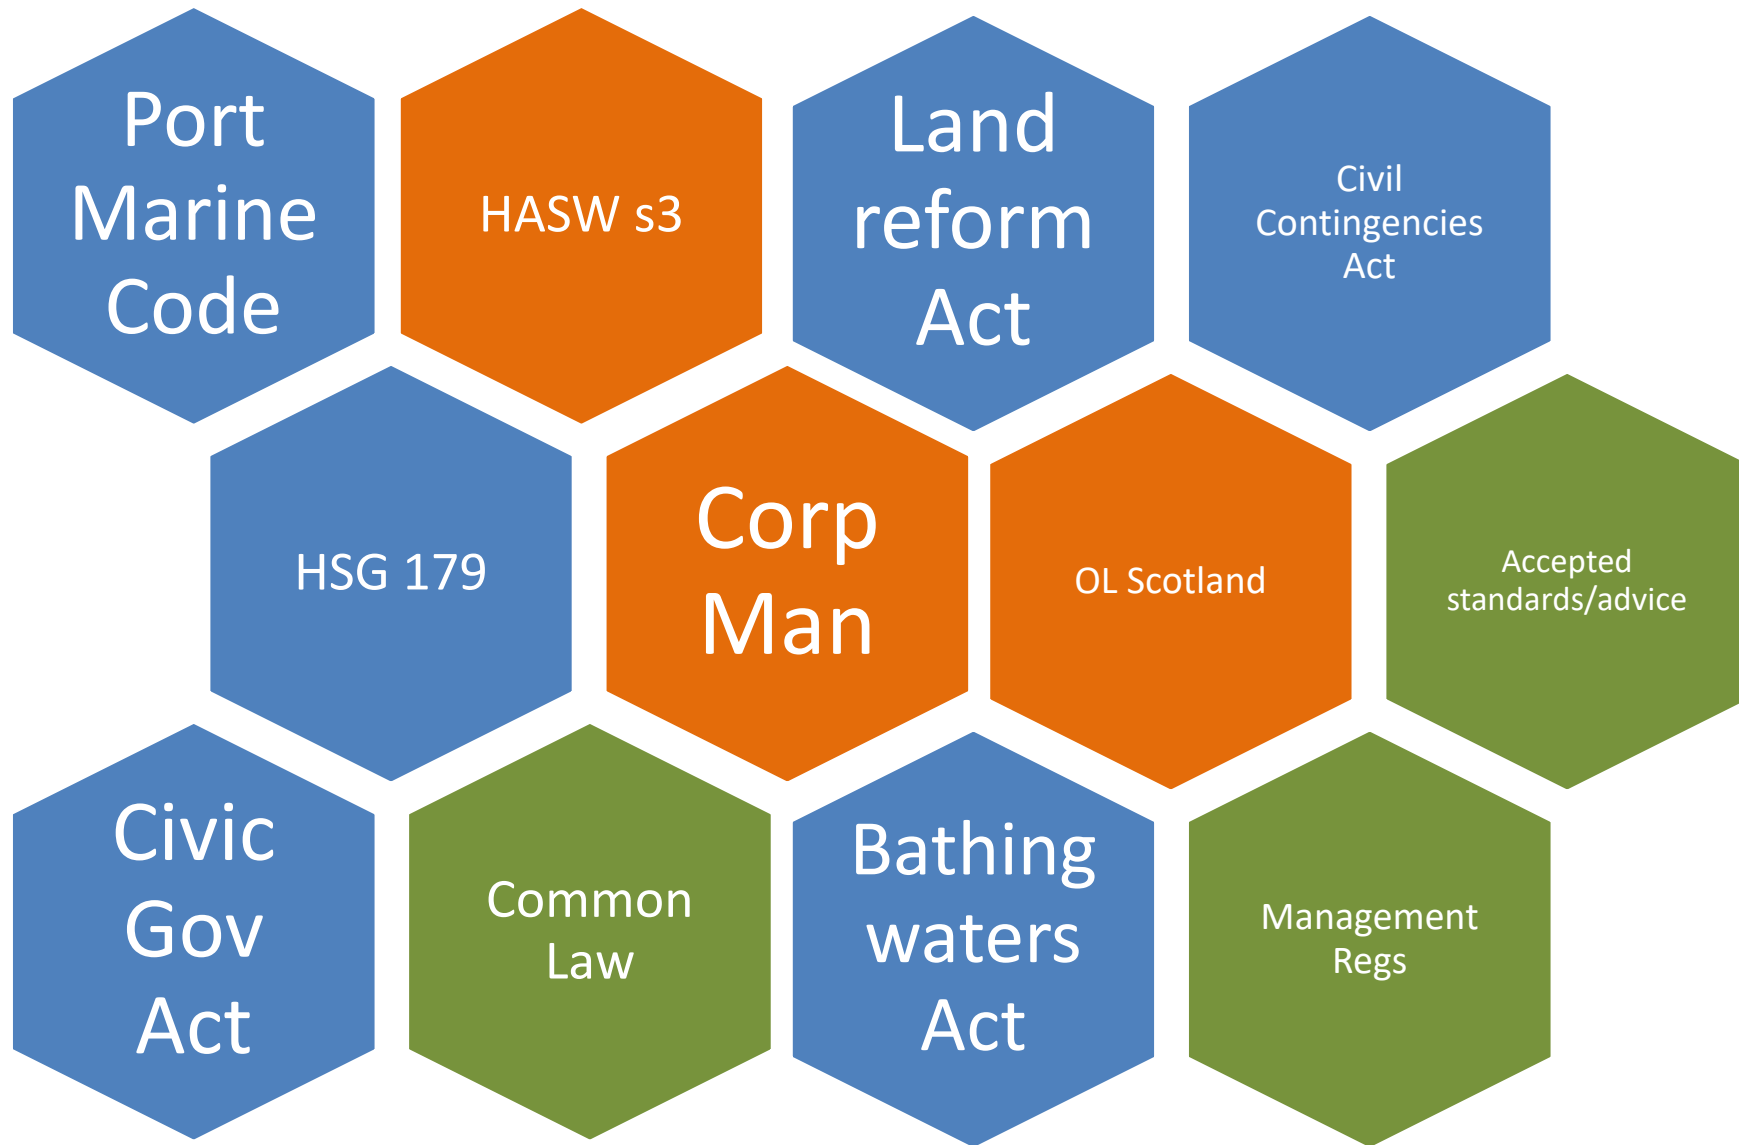 Port
Marine
Code
HASW s3
Land
reform
Act
Civil
Contingencies
Act
HSG 179
Corp
Man
OL Scotland
Accepted
standards/advice
Civic
Gov
Act
Common
Law
Bathing
waters
Act
Management
Regs